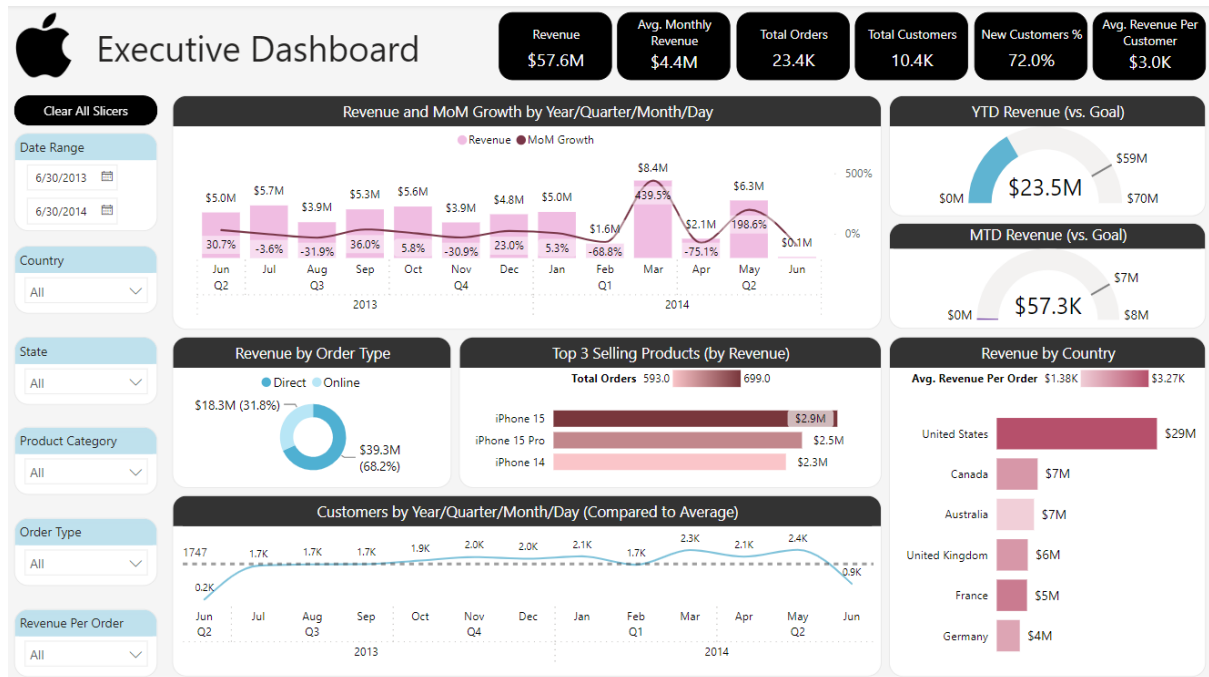 Executive Dashboard
Revenue
$57.6M
Avg. Monthly
Revenue
$4.4M
Total Orders
23.4K
Total Customers
10.4K
New Customers %
72.0%
Avg. Revenue Per
Customer
$3.0K
Clear All Slicers
Date Range
6/30/2013
6/30/2014
Country
All
State
All
Product Category
All
Order Type
All
Revenue Per Order
All
Revenue and MoM Growth by Year/Quarter/Month/Day
Revenue MoM Growth
$5.0M $5.7M $3.9M $5.3M $5.6M $3.9M $4.8M $5.0M $1.6M $8.4M $2.1M $6.3M $0.1M
30.7% -3.6% -31.9% 36.0% 5.8% -30.9% 23.0% 5.3% -68.8% 439.5% -75.1% 198.6%
500%
0%
Jun Jul Aug Sep Oct Nov Dec Jan Feb Mar Apr May Jun
Q2 Q3 Q4 Q1 Q2
2013 2014
YTD Revenue (vs. Goal)
$59M
$23.5M
$0M $70M
MTD Revenue (vs. Goal)
$7M
$57.3K
$0M $8M
Revenue by Order Type
Direct Online
$18.3M (31.8%)
$39.3M
(68.2%)
Top 3 Selling Products (by Revenue)
Total Orders 593.0 699.0
iPhone 15 $2.9M
iPhone 15 Pro $2.5M
iPhone 14 $2.3M
Revenue by Country
Avg. Revenue Per Order $1.38K $3.27K
United States $29M
Canada $7M
Australia $7M
United Kingdom $6M
France $5M
Germany $4M
Customers by Year/Quarter/Month/Day (Compared to Average)
1747
0.2K 1.7K 1.7K 1.7K 1.9K 2.0K 2.0K 2.1K 1.7K 2.3K 2.1K 2.4K 0.9K
Jun Jul Aug Sep Oct Nov Dec Jan Feb Mar Apr May Jun
Q2 Q3 Q4 Q1 Q2
2013 2014